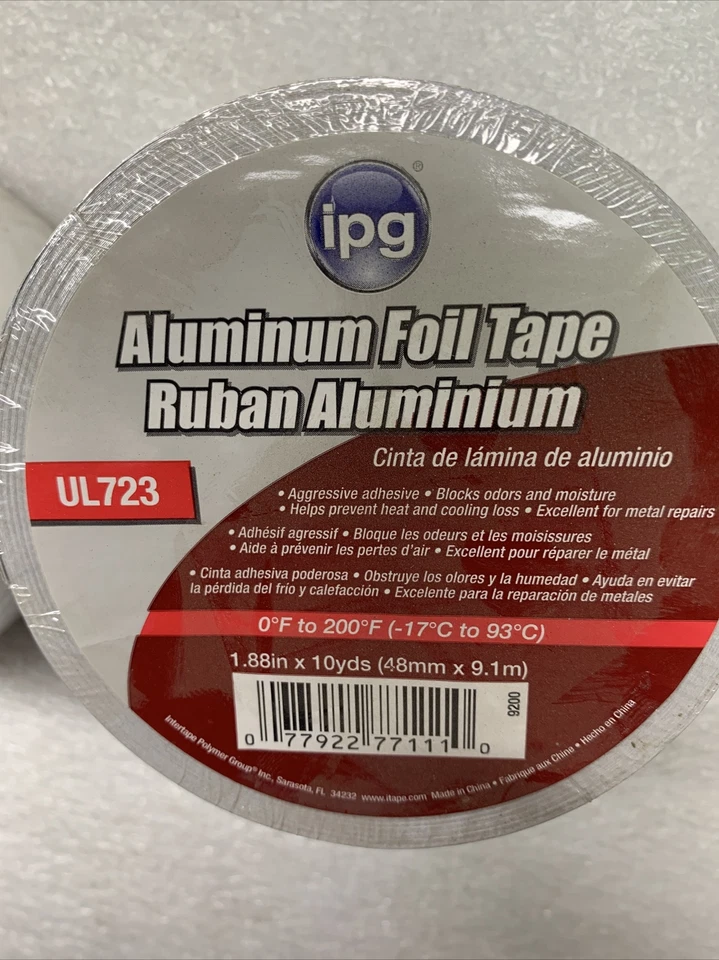 ®
ipg
Aluminum Foil Tape
Ruban Aluminium
Cinta de lámina de aluminio
UL723
• Aggressive adhesive • Blocks odors and moisture
• Helps prevent heat and cooling loss • Excellent for metal repairs
• Adhésif agressif • Bloque les odeurs et les moisissures
• Aide à prévenir les pertes d'air • Excellent pour réparer le métal
• Cinta adhesiva poderosa • Obstruye los olores y la humedad • Ayuda en evitar
la pérdida del frío y calefacción • Excelente para la reparación de metales
0°F to 200°F (-17°C to 93°C)
1.88in x 10yds (48mm x 9.1m)
9200
0 77922 77111 0
Intertape Polymer Group® Inc., Sarasota, FL 34232 www.itape.com Made in China • Fabriqué aux Chine • Hecho en China